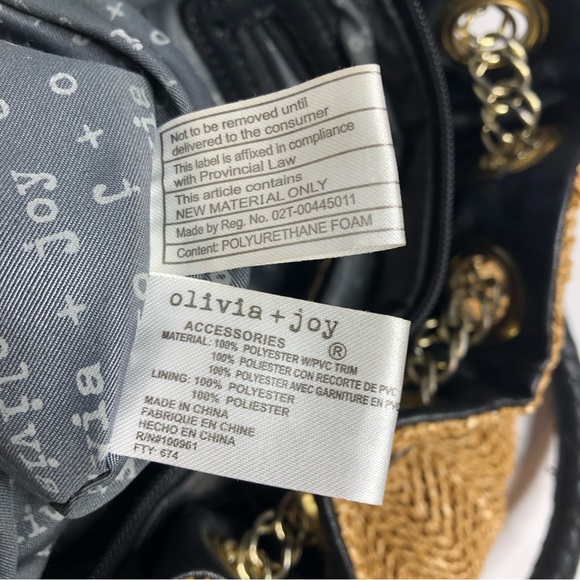 Not to be removed until
delivered to the consumer
This label is affixed in compliance
with Provincial Law
This article contains
NEW MATERIAL ONLY
Made by Reg. No. 02T-00445011
Content: POLYURETHANE FOAM
olivia + joy
ACCESSORIES ®
MATERIAL: 100% POLYESTER W/PVC TRIM
100% POLIESTER CON RECORTE DE PVC
100% POLYESTER AVEC GARNITURE EN PVC
LINING: 100% POLYESTER
100% POLIESTER
MADE IN CHINA
FABRIQUE EN CHINE
HECHO EN CHINA
R/N#100961
FTY: 674
joy